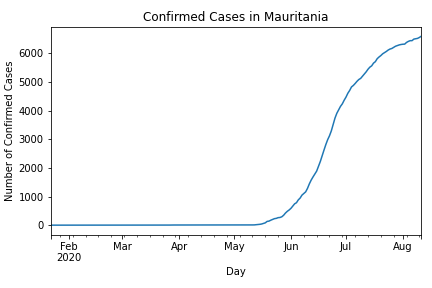 Confirmed Cases in Mauritania
Number of Confirmed Cases
6000
5000
4000
3000
2000
1000
0
Feb
2020
Mar
Apr
May
Jun
Jul
Aug
Day